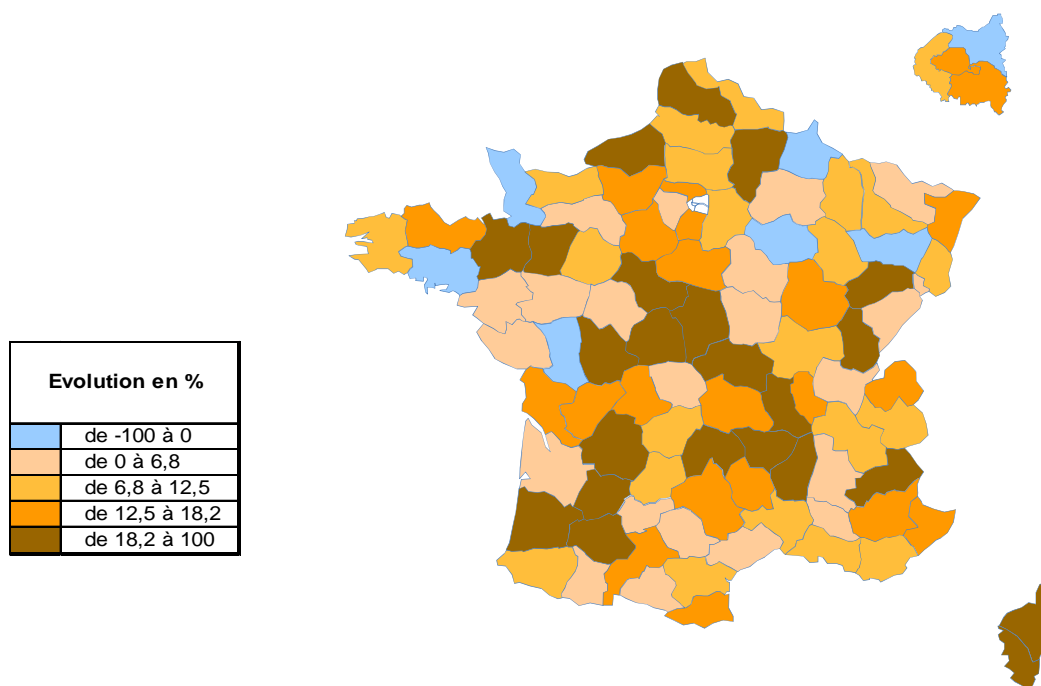 Evolution en %
de -100 à 0
de 0 à 6,8
de 6,8 à 12,5
de 12,5 à 18,2
de 18,2 à 100